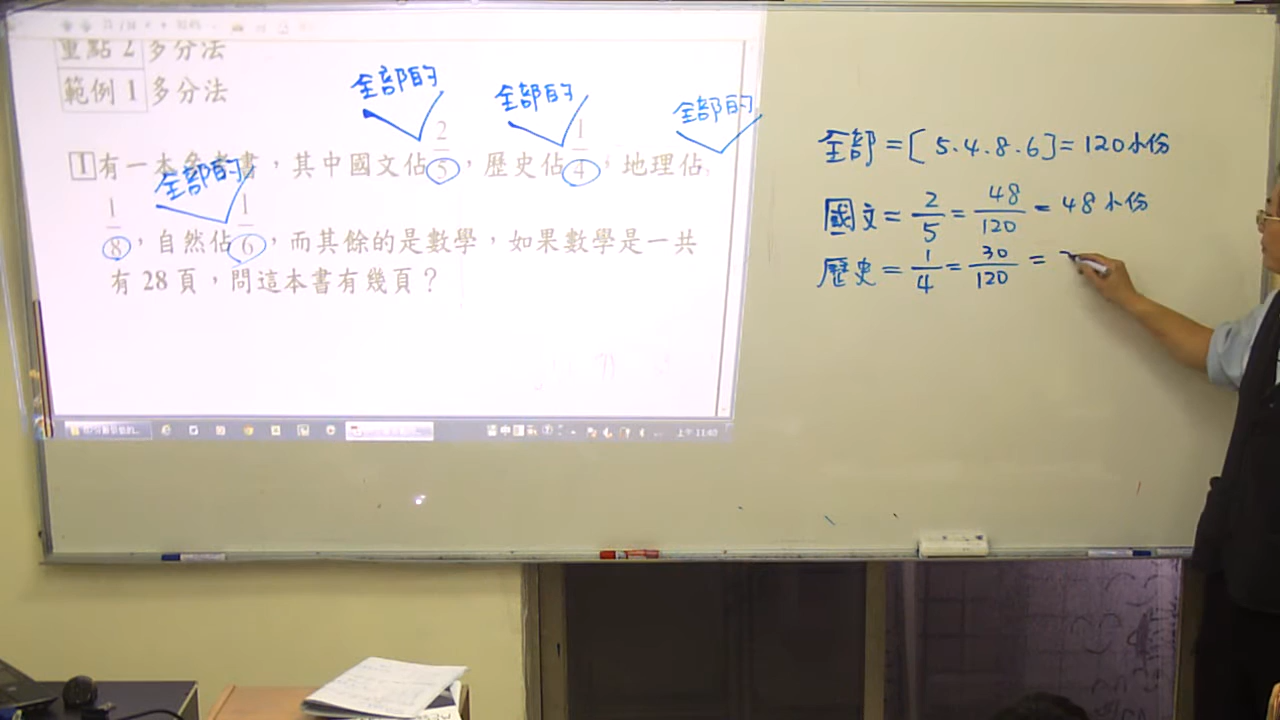 重點 2 多分法
範例 1 多分法
全部的 全部的 全部的
1 有一本參考書，其中國文佔 2/5，歷史佔 1/4，地理佔
全部的
1/8，自然佔 1/6，而其餘的是數學，如果數學是一共
有 28 頁，問這本書有幾頁？
全部 = [ 5.4.8.6] = 120小份
國文 = 2/5 = 48/120 = 48小份
歷史 = 1/4 = 30/120 =